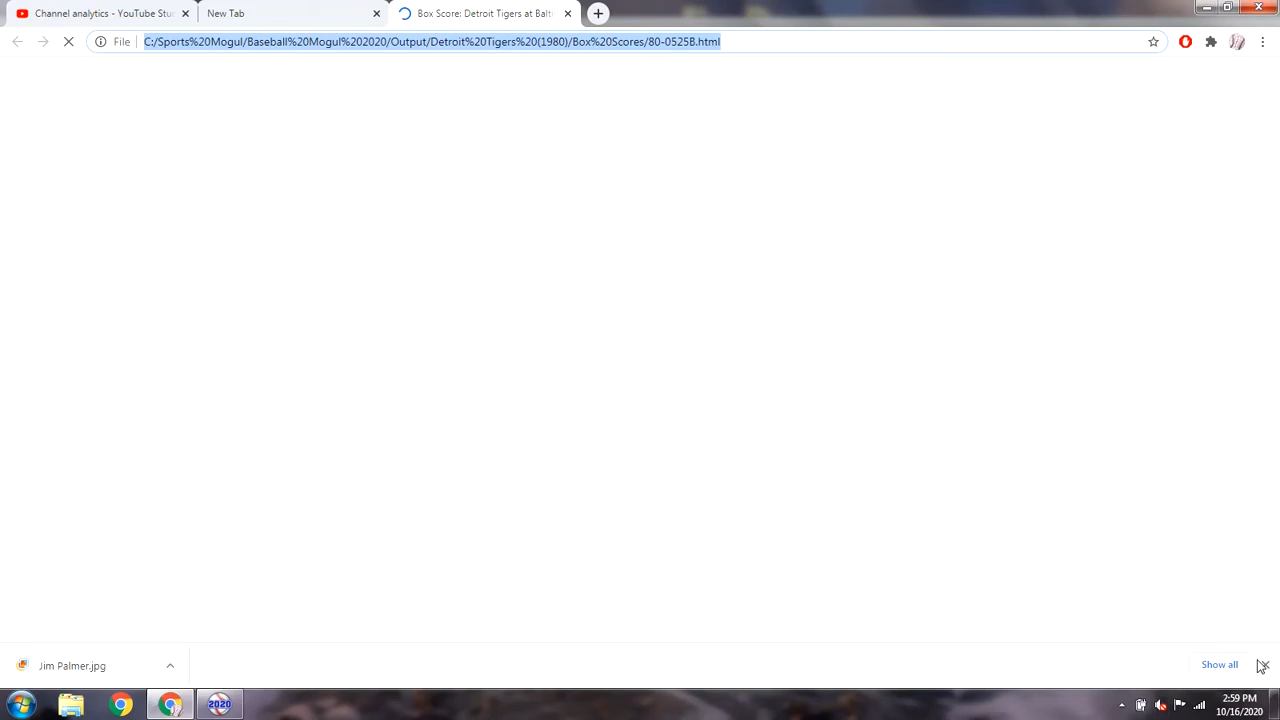 Channel analytics - YouTube Stu
New Tab
Box Score: Detroit Tigers at Balt
File
C:/Sports%20Mogul/Baseball%20Mogul%202020/Output/Detroit%20Tigers%20(1980)/Box%20Scores/80-0525B.html
Jim Palmer.jpg
Show all
2020
2:59 PM
10/16/2020